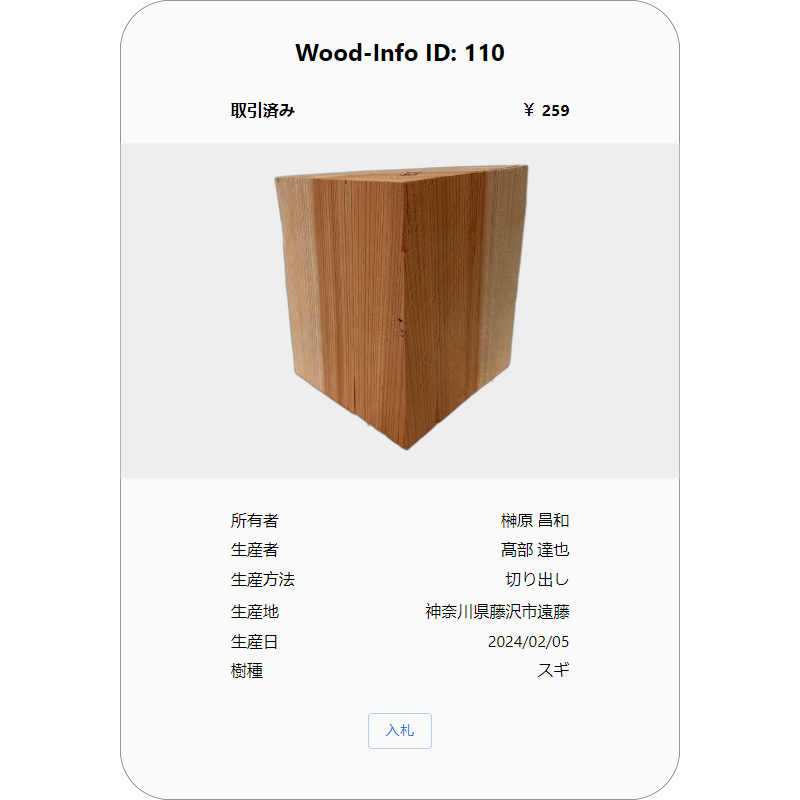 Wood-Info ID: 110
取引済み ￥ 259
所有者 榊原 昌和
生産者 髙部 達也
生産方法 切り出し
生産地 神奈川県藤沢市遠藤
生産日 2024/02/05
樹種 スギ
入札